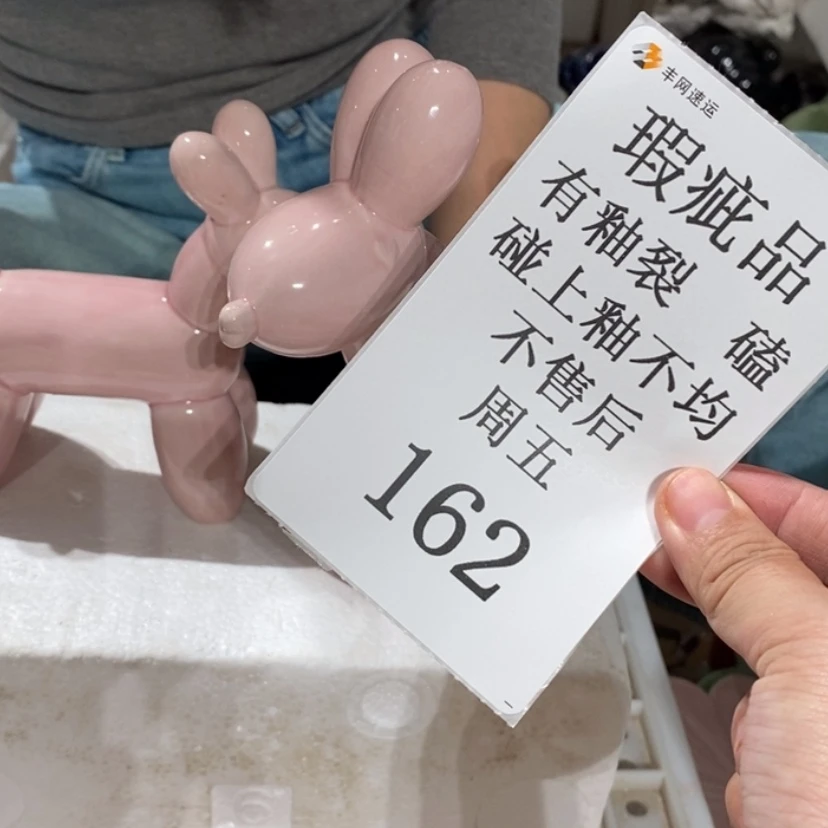 丰网速运
瑕疵品
有釉裂 磕
碰上釉不均
不售后
周五
162